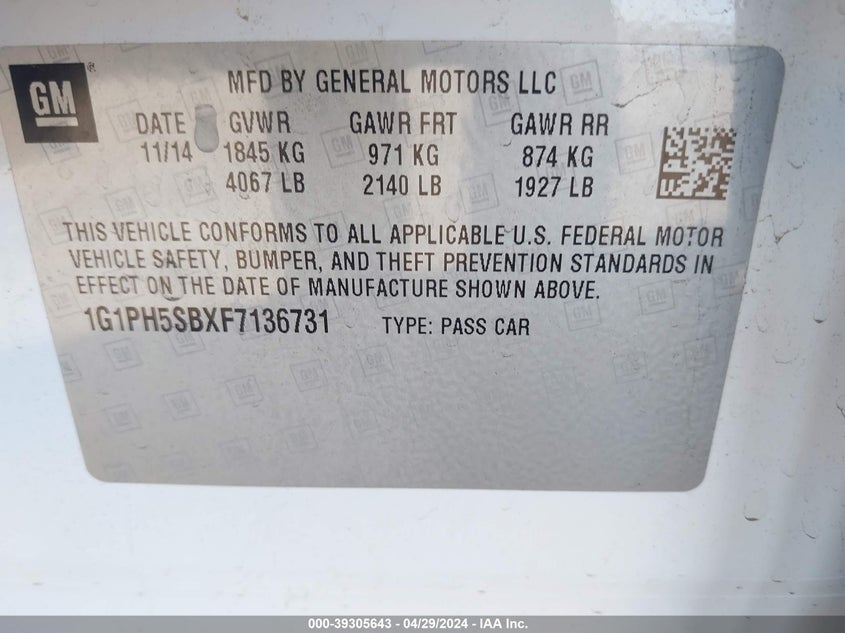 GM
MFD BY GENERAL MOTORS LLC
DATE GVWR GAWR FRT GAWR RR
11/14 1845 KG 971 KG 874 KG
4067 LB 2140 LB 1927 LB
THIS VEHICLE CONFORMS TO ALL APPLICABLE U.S. FEDERAL MOTOR
VEHICLE SAFETY, BUMPER, AND THEFT PREVENTION STANDARDS IN
EFFECT ON THE DATE OF MANUFACTURE SHOWN ABOVE.
1G1PH5SBXF7136731 TYPE: PASS CAR
000-39305643 - 04/29/2024 - IAAI Inc.